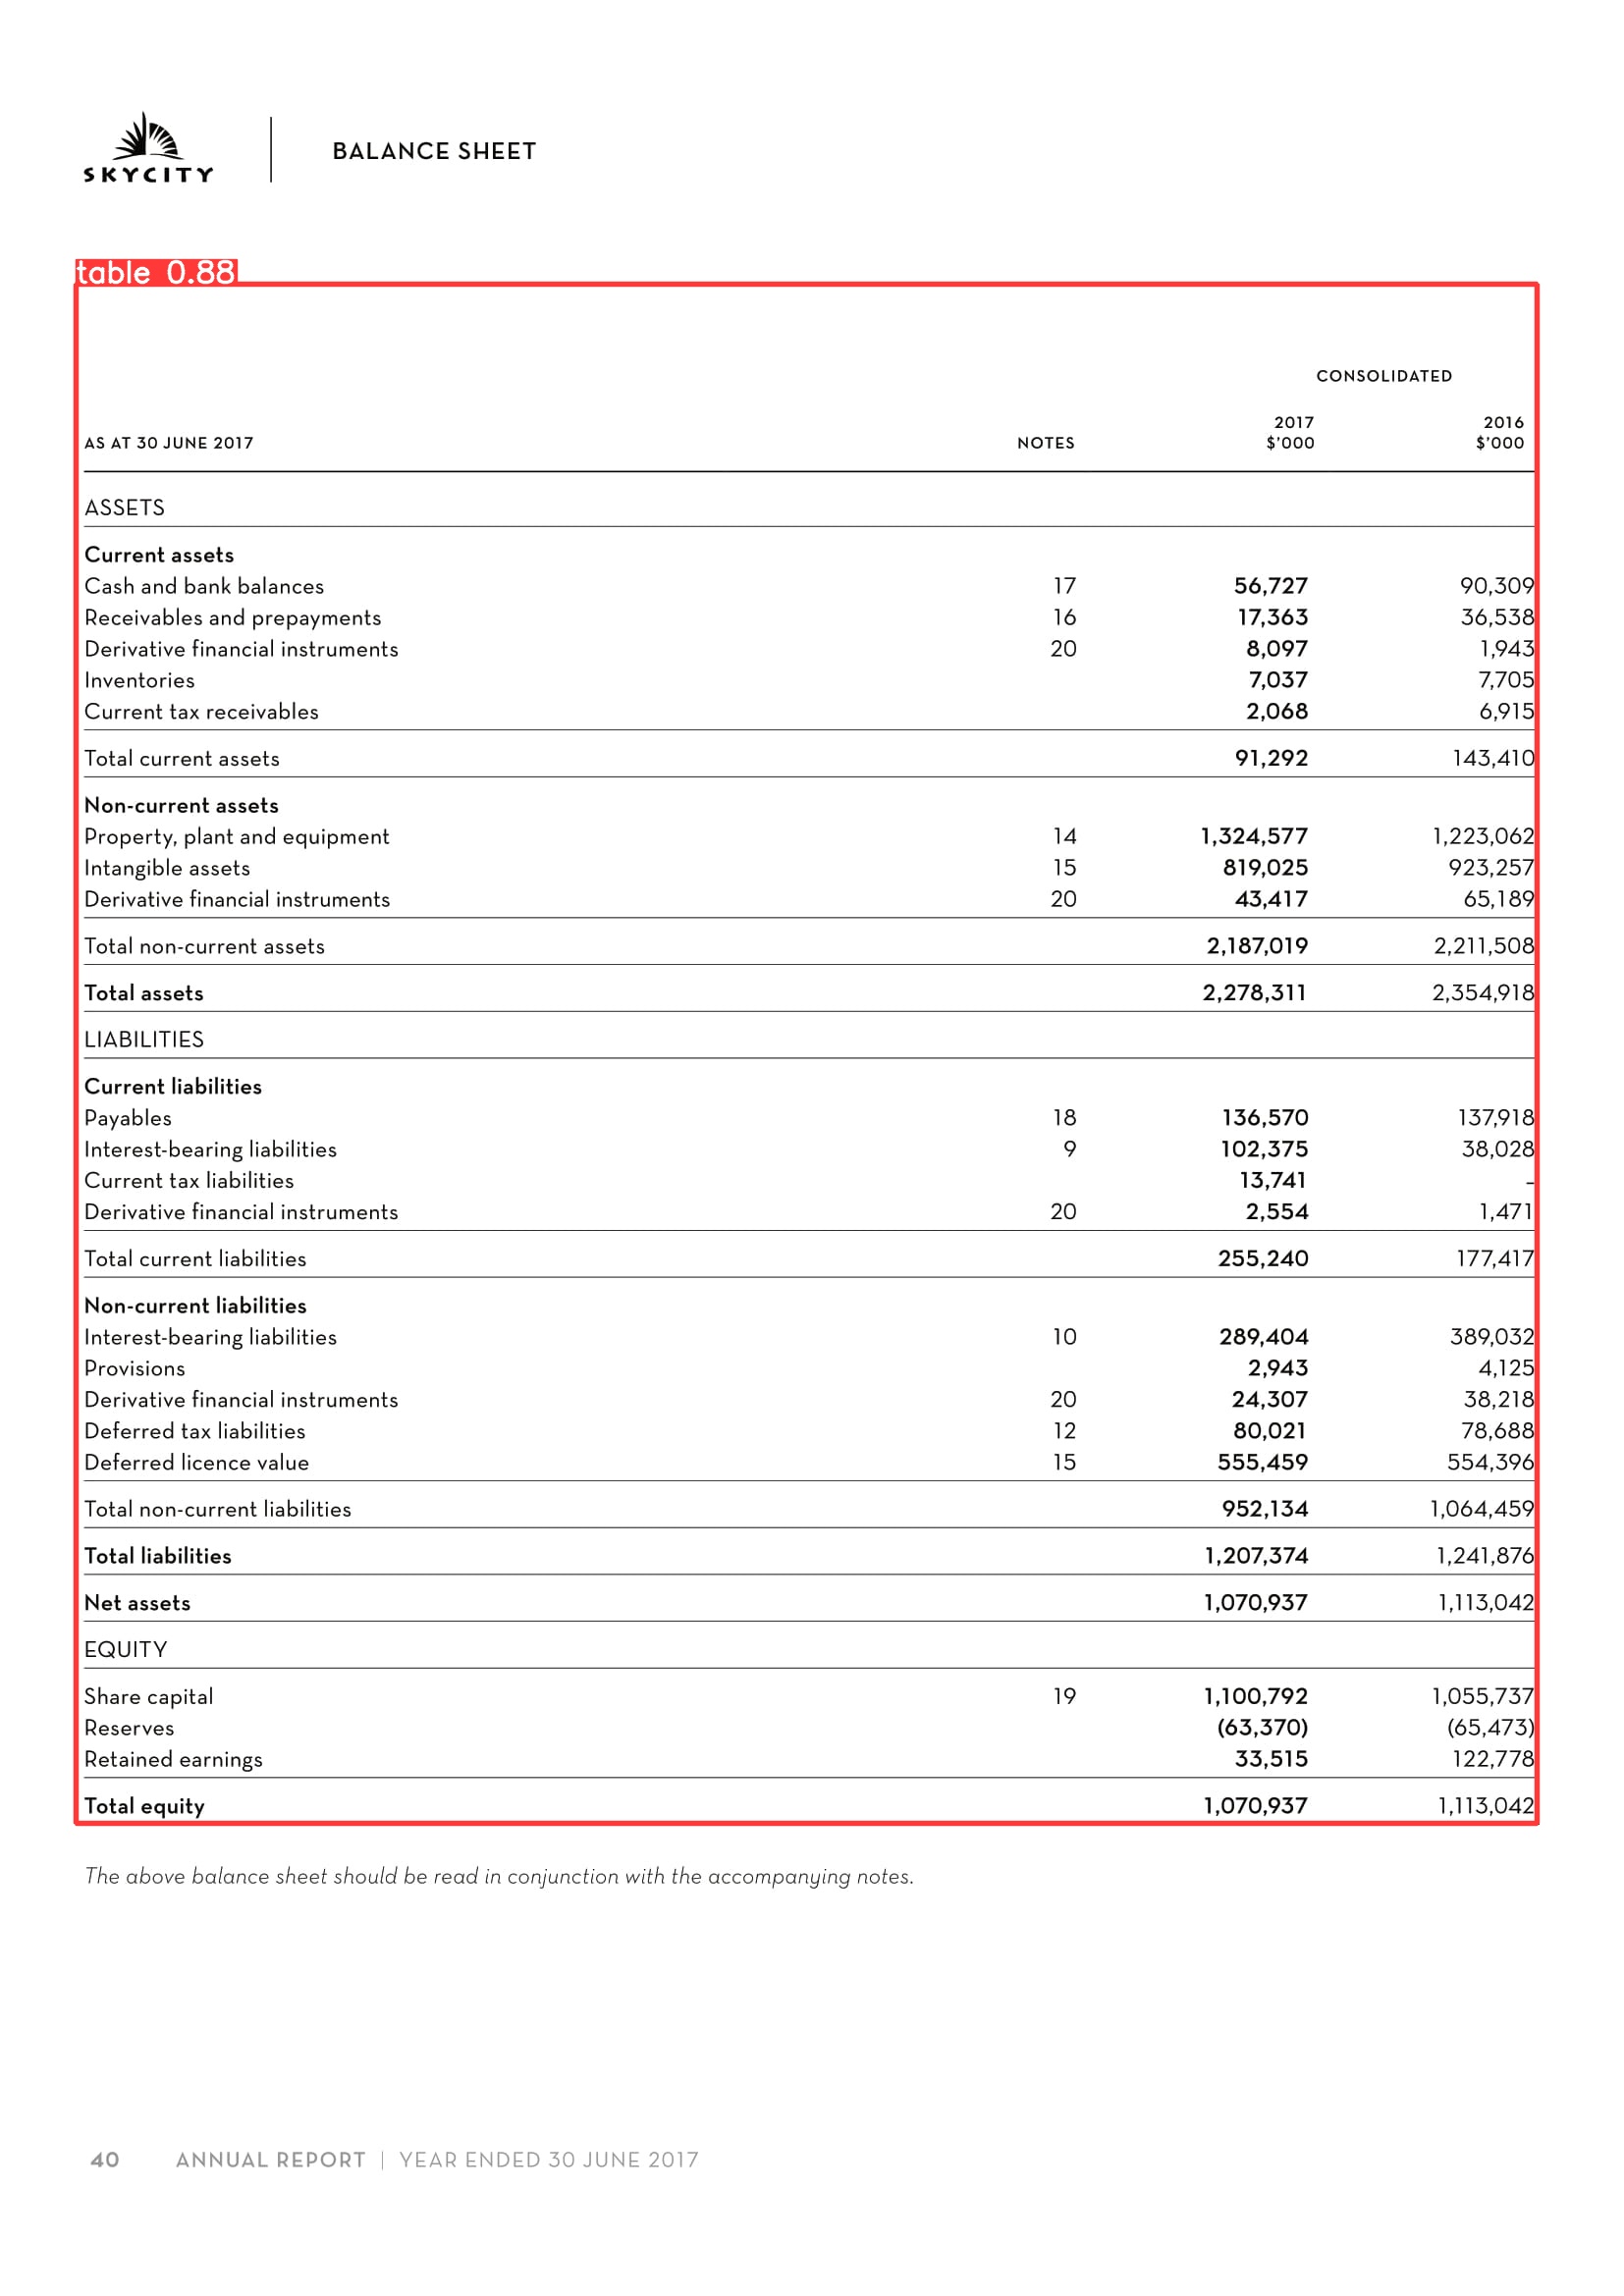 SKYCITY
BALANCE SHEET
table 0.88
CONSOLIDATED
2017 2016
AS AT 30 JUNE 2017 NOTES $'000 $'000
ASSETS
Current assets
Cash and bank balances 17 56,727 90,309
Receivables and prepayments 16 17,363 36,538
Derivative financial instruments 20 8,097 1,943
Inventories 7,037 7,705
Current tax receivables 2,068 6,915
Total current assets 91,292 143,410
Non-current assets
Property, plant and equipment 14 1,324,577 1,223,062
Intangible assets 15 819,025 923,257
Derivative financial instruments 20 43,417 65,189
Total non-current assets 2,187,019 2,211,508
Total assets 2,278,311 2,354,918
LIABILITIES
Current liabilities
Payables 18 136,570 137,918
Interest-bearing liabilities 9 102,375 38,028
Current tax liabilities 13,741 –
Derivative financial instruments 20 2,554 1,471
Total current liabilities 255,240 177,417
Non-current liabilities
Interest-bearing liabilities 10 289,404 389,032
Provisions 2,943 4,125
Derivative financial instruments 20 24,307 38,218
Deferred tax liabilities 12 80,021 78,688
Deferred licence value 15 555,459 554,396
Total non-current liabilities 952,134 1,064,459
Total liabilities 1,207,374 1,241,876
Net assets 1,070,937 1,113,042
EQUITY
Share capital 19 1,100,792 1,055,737
Reserves (63,370) (65,473)
Retained earnings 33,515 122,778
Total equity 1,070,937 1,113,042
The above balance sheet should be read in conjunction with the accompanying notes.
40 ANNUAL REPORT | YEAR ENDED 30 JUNE 2017